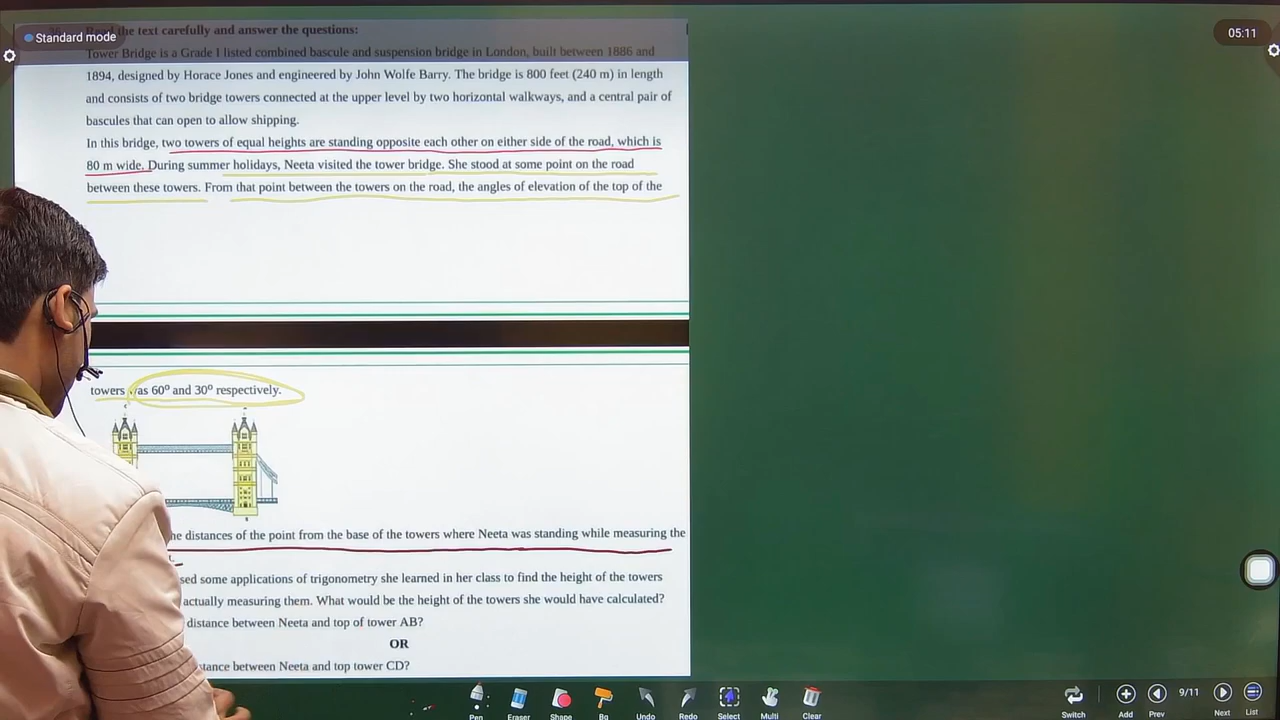 Standard mode
05:11
the text carefully and answer the questions:
Tower Bridge is a Grade I listed combined bascule and suspension bridge in London, built between 1886 and
1894, designed by Horace Jones and engineered by John Wolfe Barry. The bridge is 800 feet (240 m) in length
and consists of two bridge towers connected at the upper level by two horizontal walkways, and a central pair of
bascules that can open to allow shipping.
In this bridge, two towers of equal heights are standing opposite each other on either side of the road, which is
80 m wide. During summer holidays, Neeta visited the tower bridge. She stood at some point on the road
between these towers. From that point between the towers on the road, the angles of elevation of the top of the
towers was 60⁰ and 30⁰ respectively.
he distances of the point from the base of the towers where Neeta was standing while measuring the
sed some applications of trigonometry she learned in her class to find the height of the towers
actually measuring them. What would be the height of the towers she would have calculated?
distance between Neeta and top of tower AB?
OR
tance between Neeta and top tower CD?
Pen Eraser Shape Bg Undo Redo Select Multi Clear Switch Add Prev 9/11 Next List